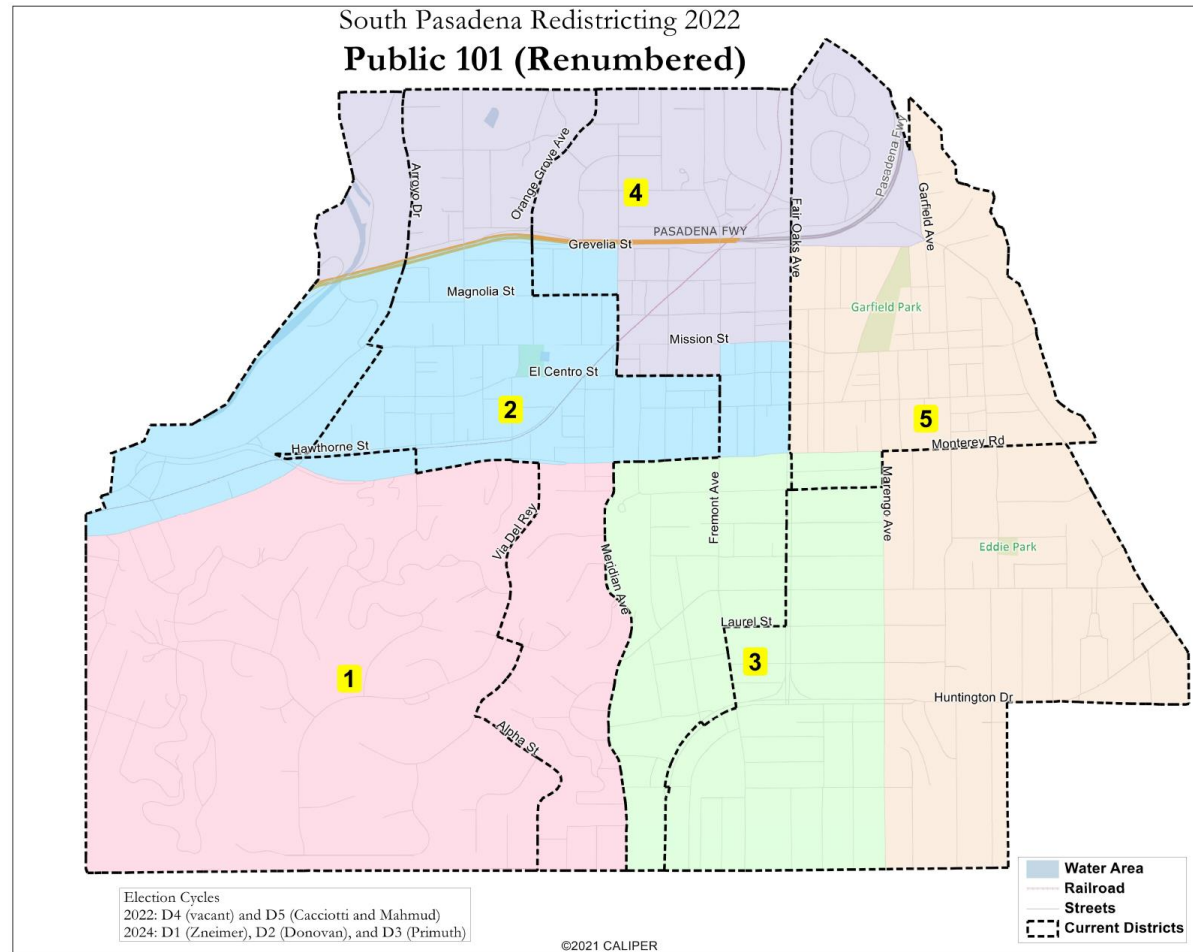 South Pasadena Redistricting 2022
Public 101 (Renumbered)
Arroyo Dr
Orange Grove Ave
4
PASADENA FWY
Grevelia St
Fair Oaks Ave
Pasadena Fwy
Garfield Ave
Magnolia St
Garfield Park
Mission St
El Centro St
2
5
Hawthorne St
Monterey Rd
Via Del Rey
Meridian Ave
Fremont Ave
Marengo Ave
Eddie Park
Laurel St
1
3
Huntington Dr
Alpha St
Election Cycles
2022: D4 (vacant) and D5 (Cacciotti and Mahmud)
2024: D1 (Zneimer), D2 (Donovan), and D3 (Primuth)
©2021 CALIPER
Water Area
Railroad
Streets
Current Districts